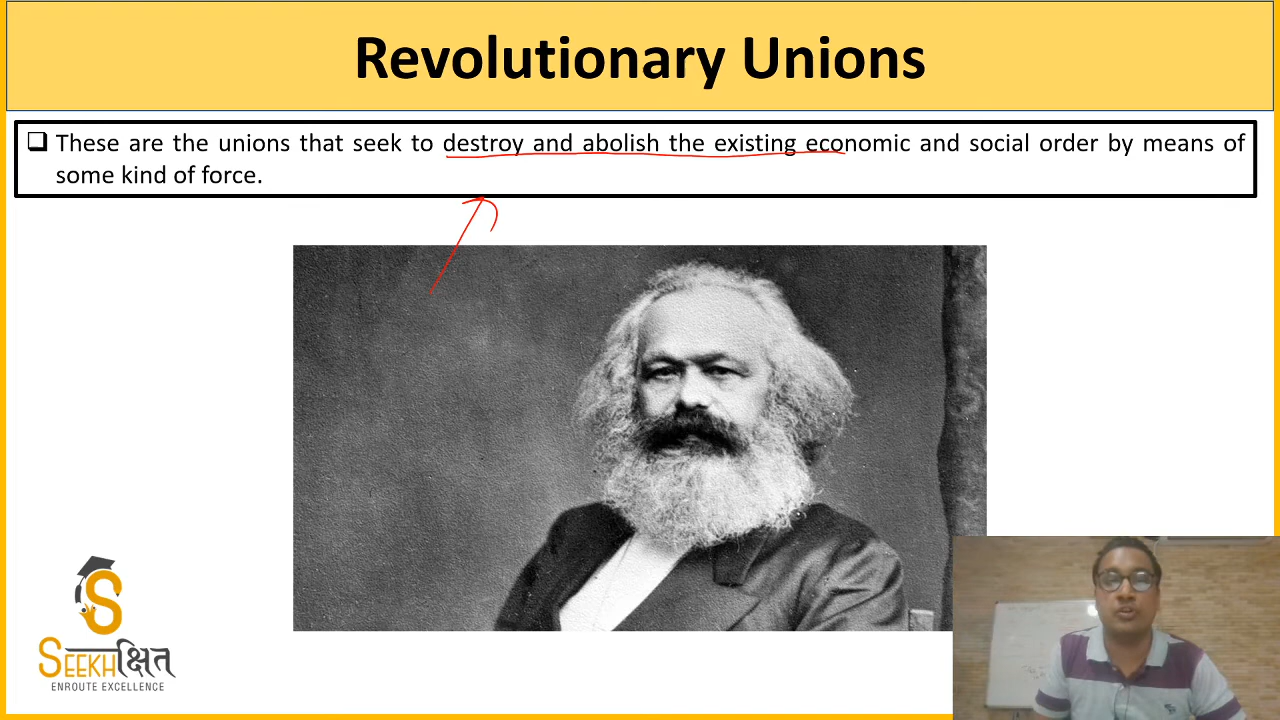 Revolutionary Unions
❑ These are the unions that seek to destroy and abolish the existing economic and social order by means of
some kind of force.
S
SEEKHक्षित
ENROUTE EXCELLENCE